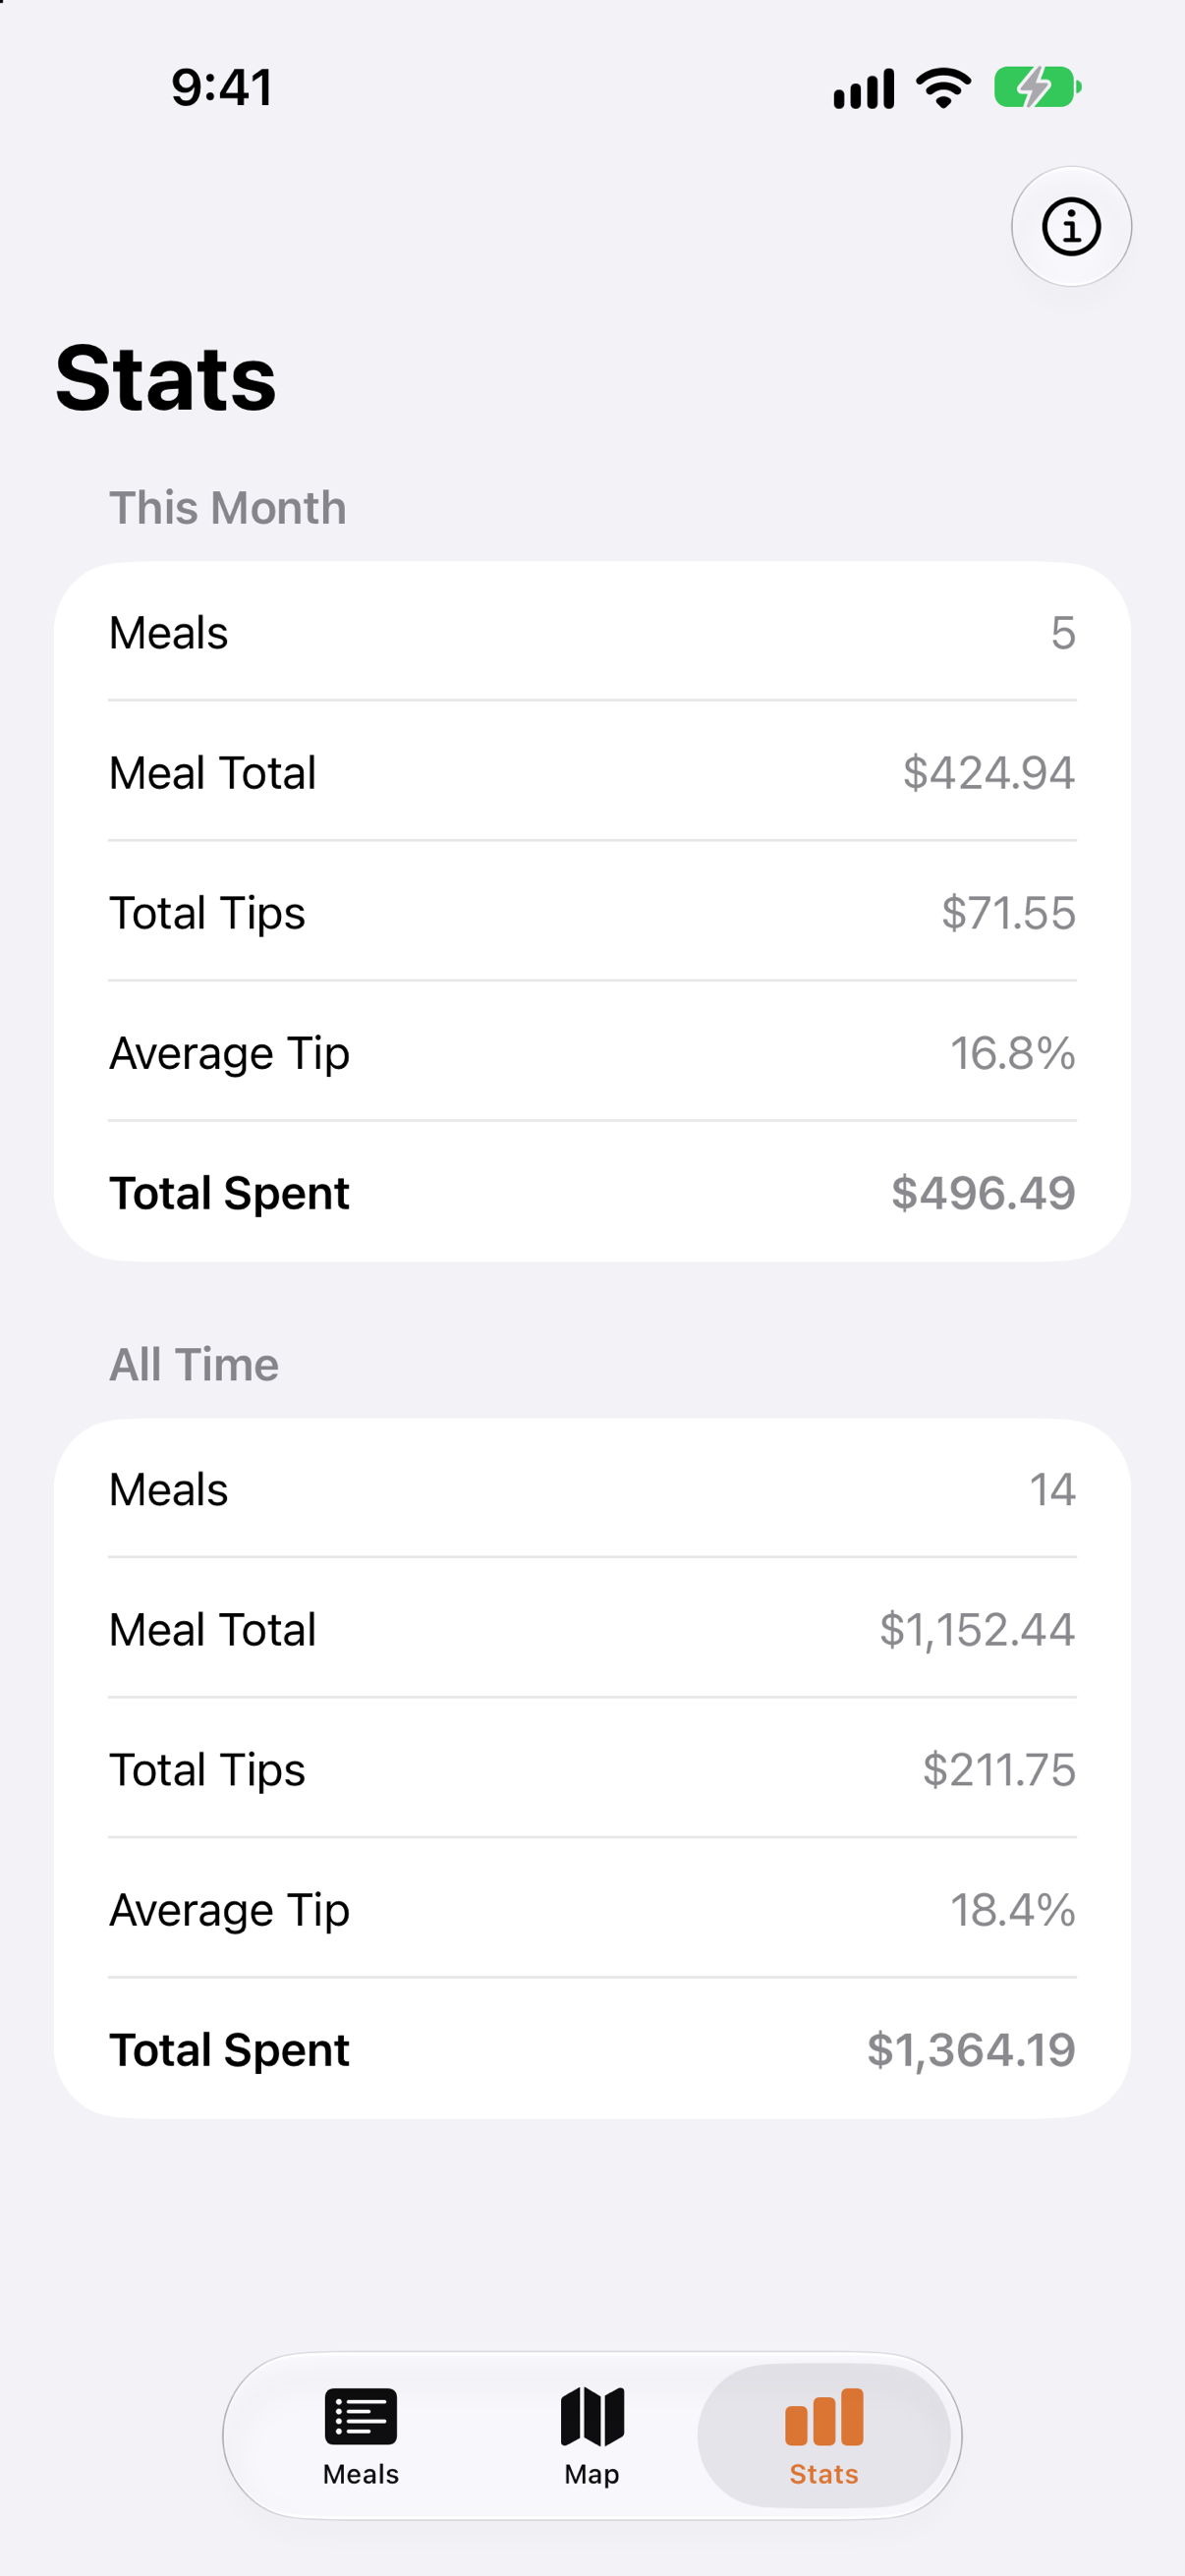 9:41
Stats
This Month
Meals 5
Meal Total $424.94
Total Tips $71.55
Average Tip 16.8%
Total Spent $496.49
All Time
Meals 14
Meal Total $1,152.44
Total Tips $211.75
Average Tip 18.4%
Total Spent $1,364.19
Meals Map Stats